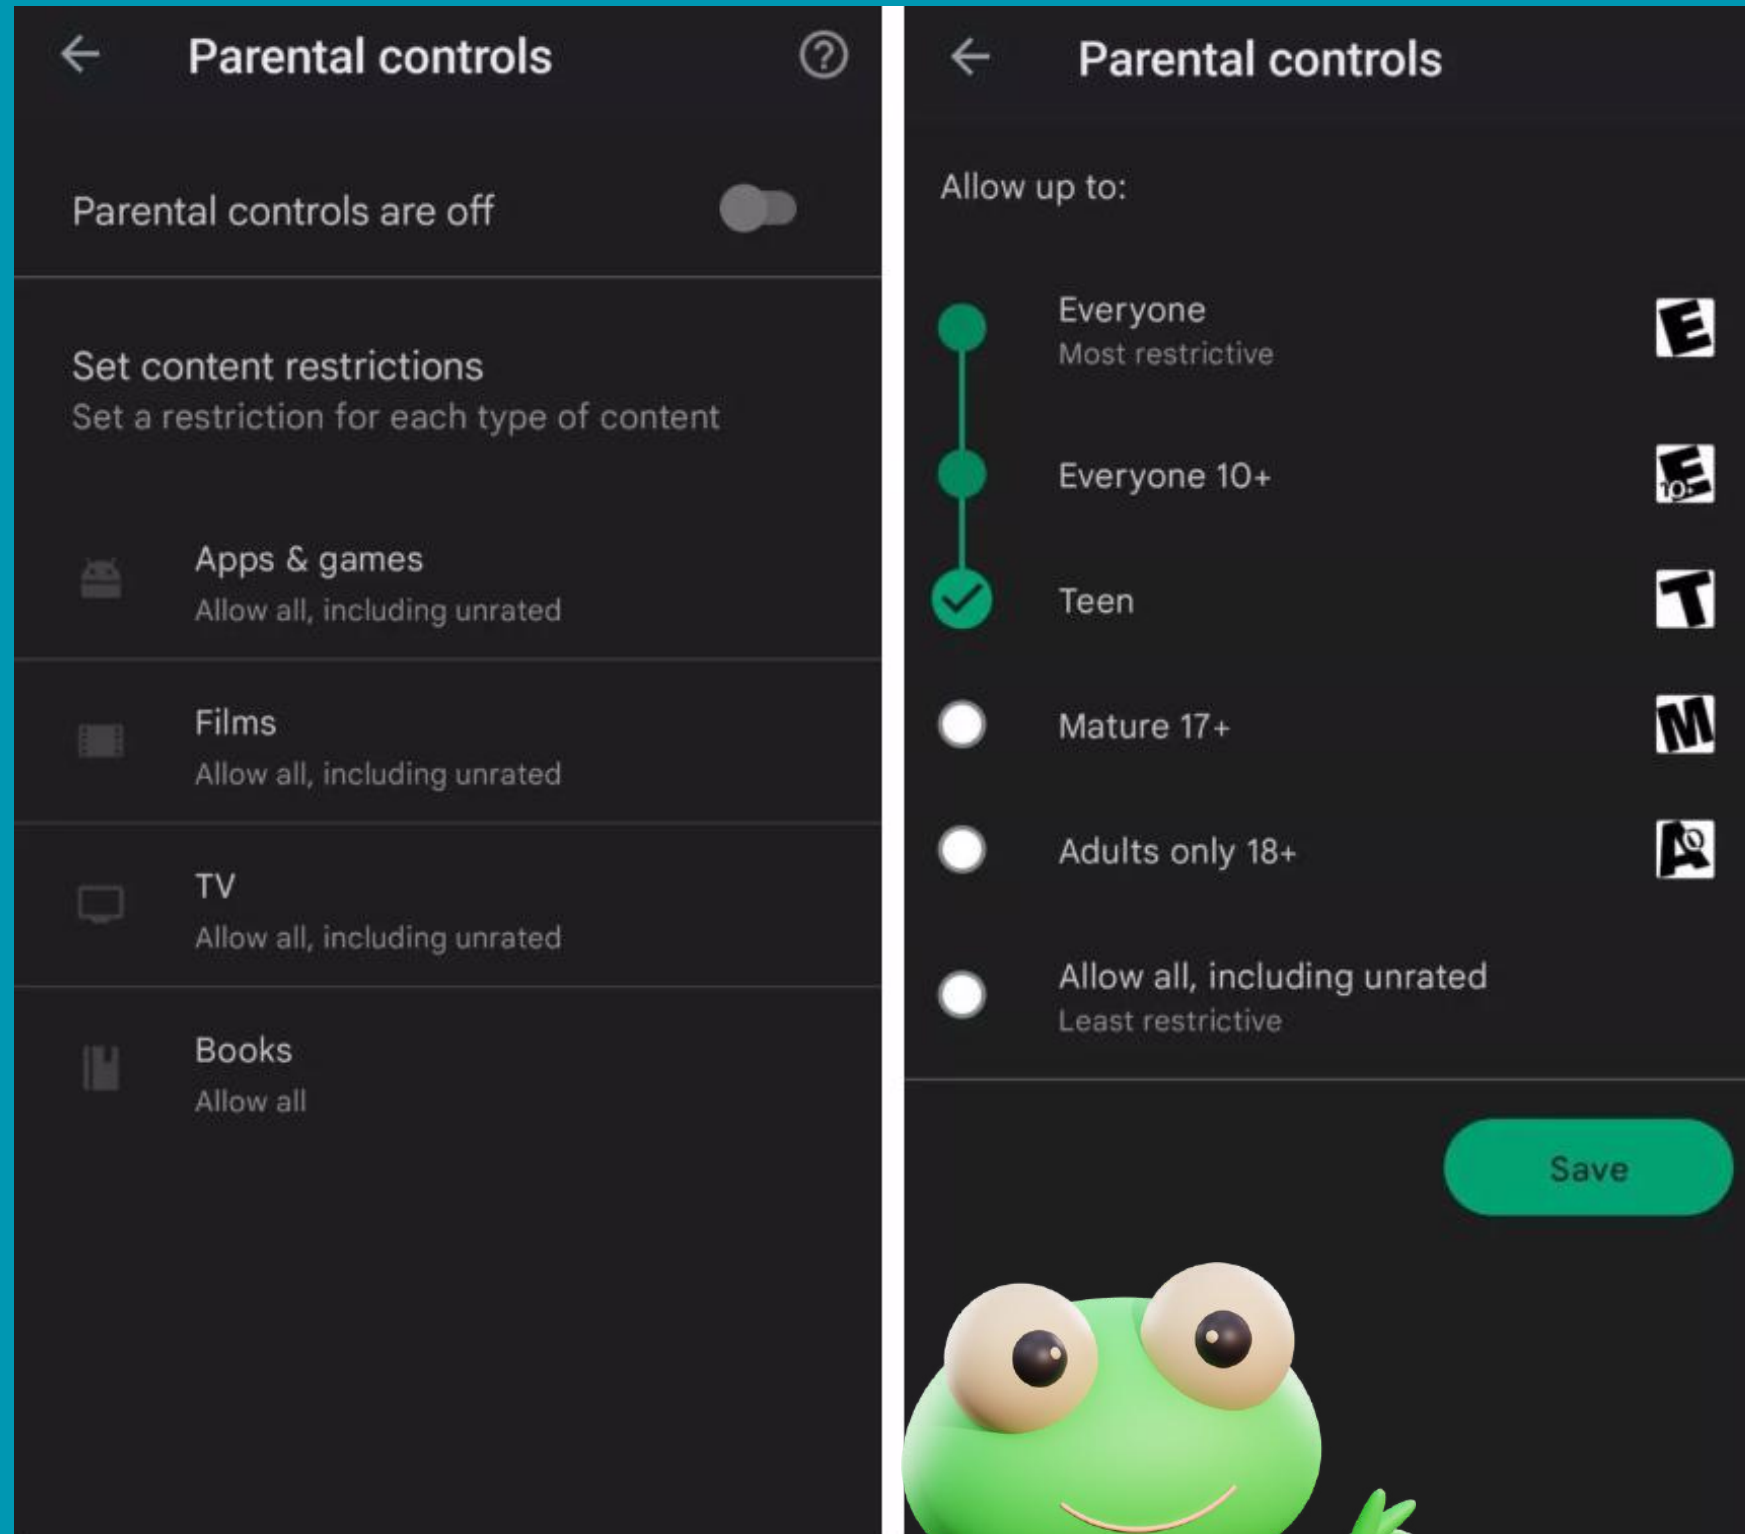 Parental controls
Parental controls are off
Set content restrictions
Set a restriction for each type of content
Apps & games
Allow all, including unrated
Films
Allow all, including unrated
TV
Allow all, including unrated
Books
Allow all
Parental controls
Allow up to:
Everyone
Most restrictive
E
Everyone 10+
E 10+
Teen
T
Mature 17+
M
Adults only 18+
AO
Allow all, including unrated
Least restrictive
Save